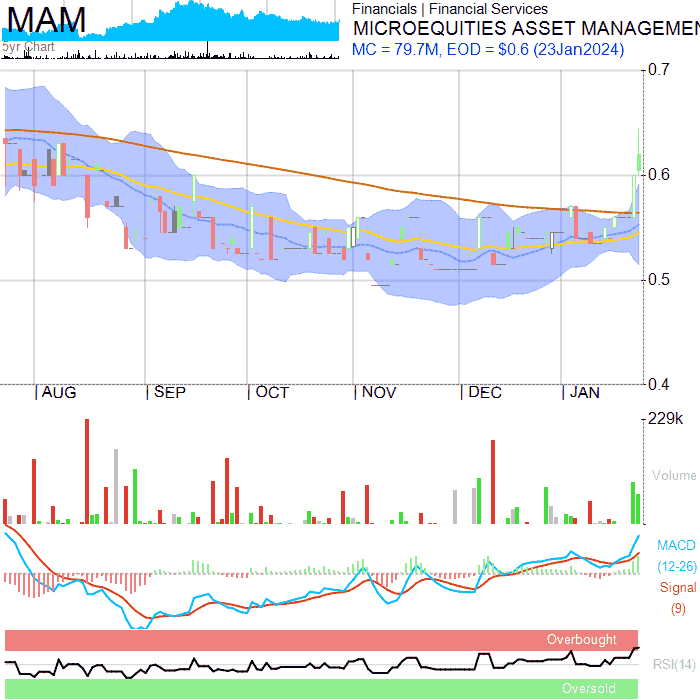 MAM
5yr Chart
Financials | Financial Services
MICROEQUITIES ASSET MANAGEMEN
MC = 79.7M, EOD = $0.6 (23Jan2024)
0.7
0.6
0.5
0.4
| AUG | SEP | OCT | NOV | DEC | JAN
229k
Volume
MACD
(12-26)
Signal
(9)
Overbought
RSI(14)
Oversold